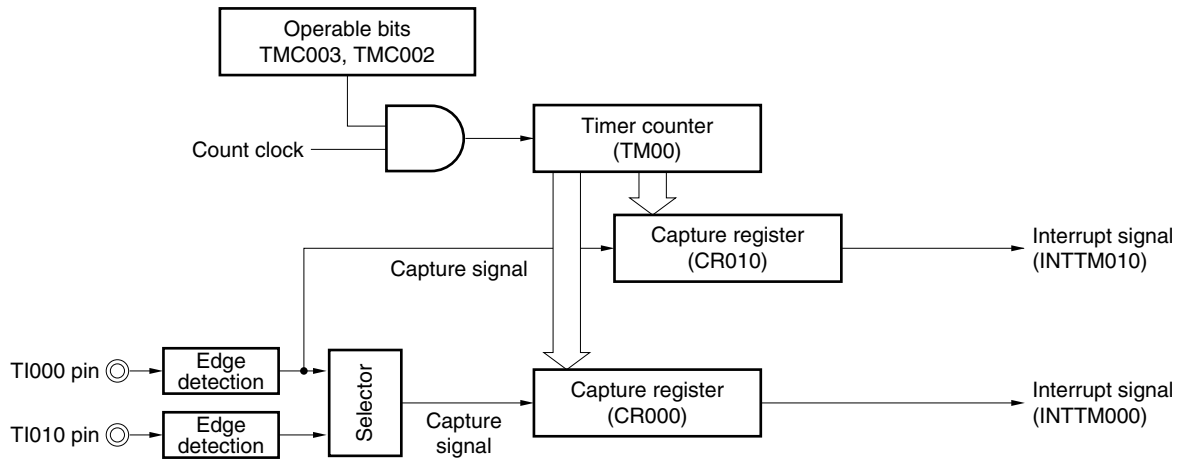 Operable bits
TMC003, TMC002
Count clock
Timer counter
(TM00)
Capture register
(CR010)
Interrupt signal
(INTTM010)
Capture signal
TI000 pin
Edge
detection
Selector
Capture register
(CR000)
Interrupt signal
(INTTM000)
TI010 pin
Edge
detection
Capture
signal